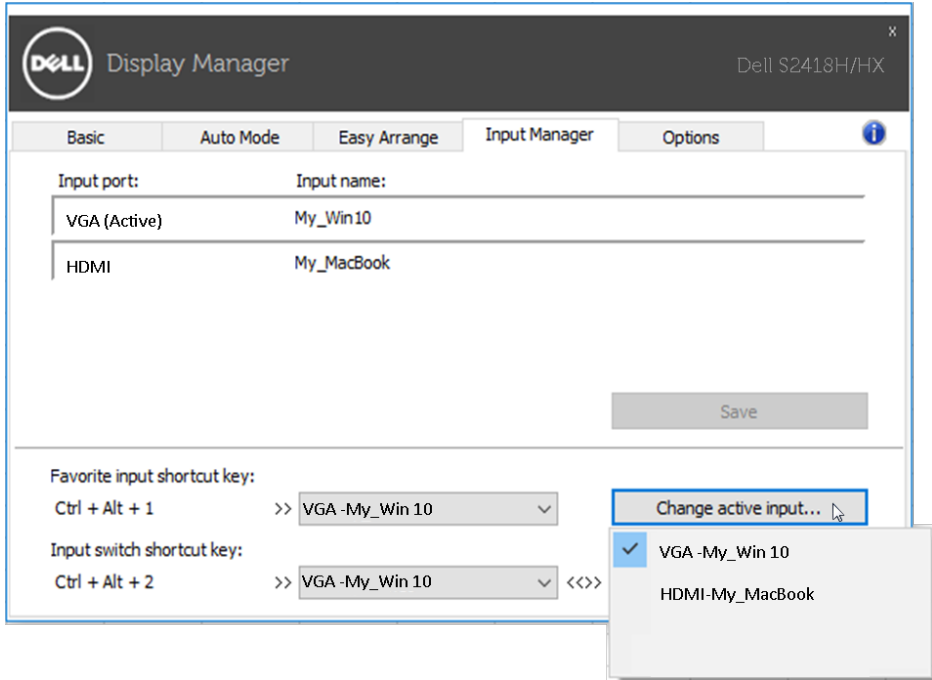 x
DELL Display Manager
Dell S2418H/HX
Basic Auto Mode Easy Arrange Input Manager Options i
Input port: Input name:
VGA (Active) My_Win10
HDMI My_MacBook
Save
Favorite input shortcut key:
Ctrl + Alt + 1 >> VGA -My_Win 10 Change active input...
Input switch shortcut key:
VGA -My_Win 10
Ctrl + Alt + 2 >> VGA -My_Win 10 <<>>
HDMI-My_MacBook